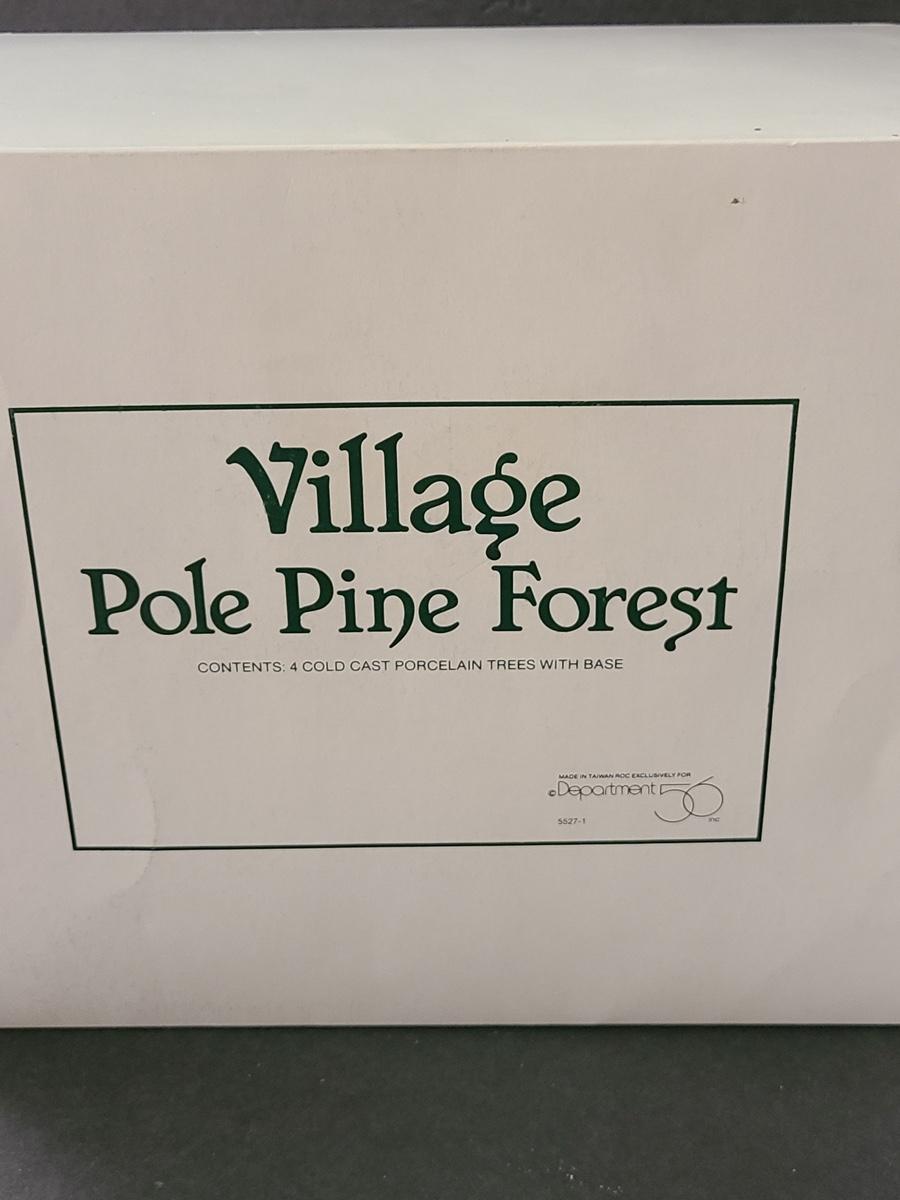 Village
Pole Pine Forest
CONTENTS: 4 COLD CAST PORCELAIN TREES WITH BASE
MADE IN TAIWAN ROC EXCLUSIVELY FOR
©Department 56
5527-1 inc